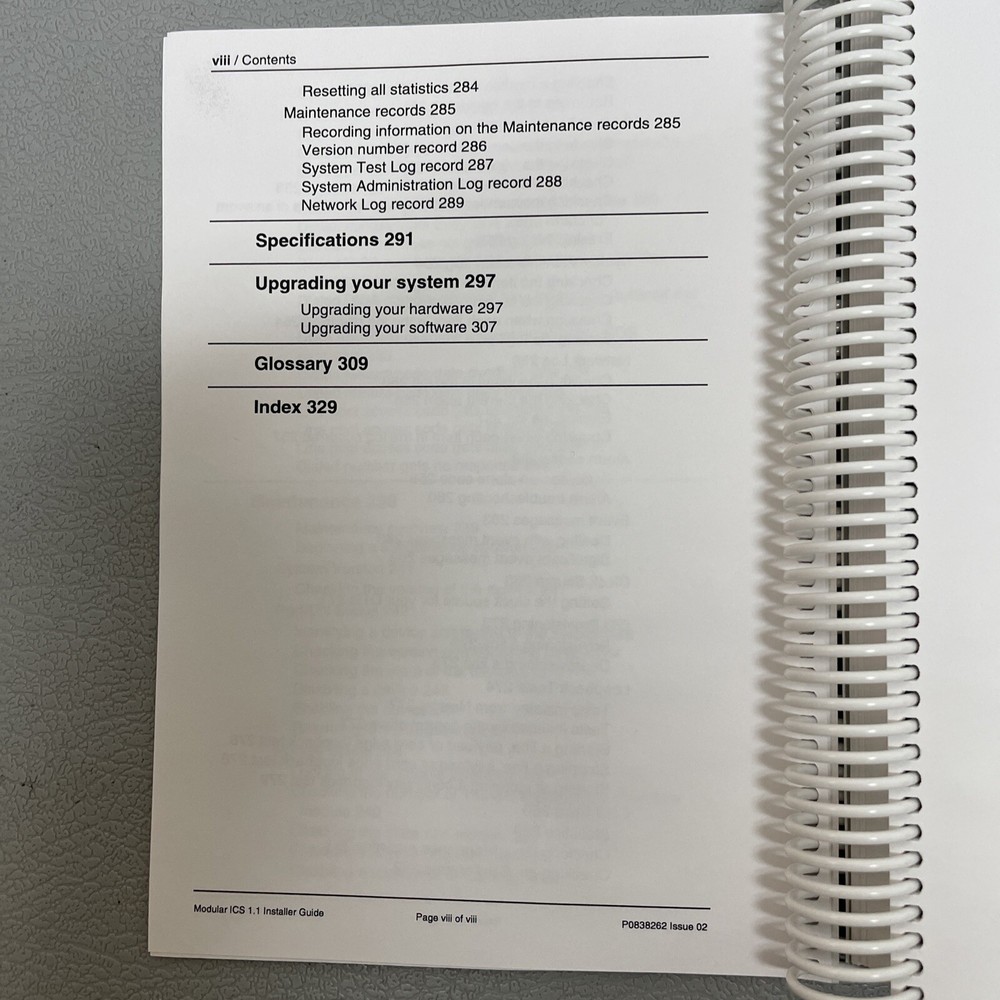 viii / Contents
Resetting all statistics 284
Maintenance records 285
Recording information on the Maintenance records 285
Version number record 286
System Test Log record 287
System Administration Log record 288
Network Log record 289
Specifications 291
Upgrading your system 297
Upgrading your hardware 297
Upgrading your software 307
Glossary 309
Index 329
Modular ICS 1.1 Installer Guide
Page viii of viii
P0838262 Issue 02